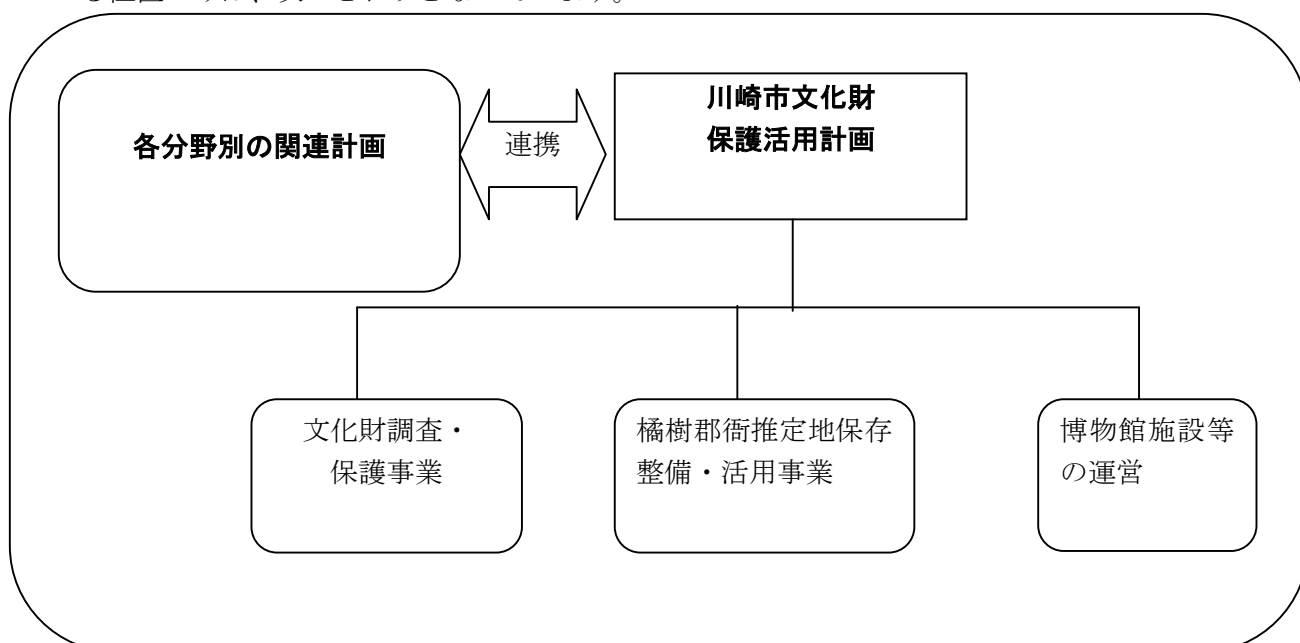 各分野別の関連計画
連携
川崎市文化財
保護活用計画
文化財調査・
保護事業
橘樹郡衙推定地保存
整備・活用事業
博物館施設等
の運営